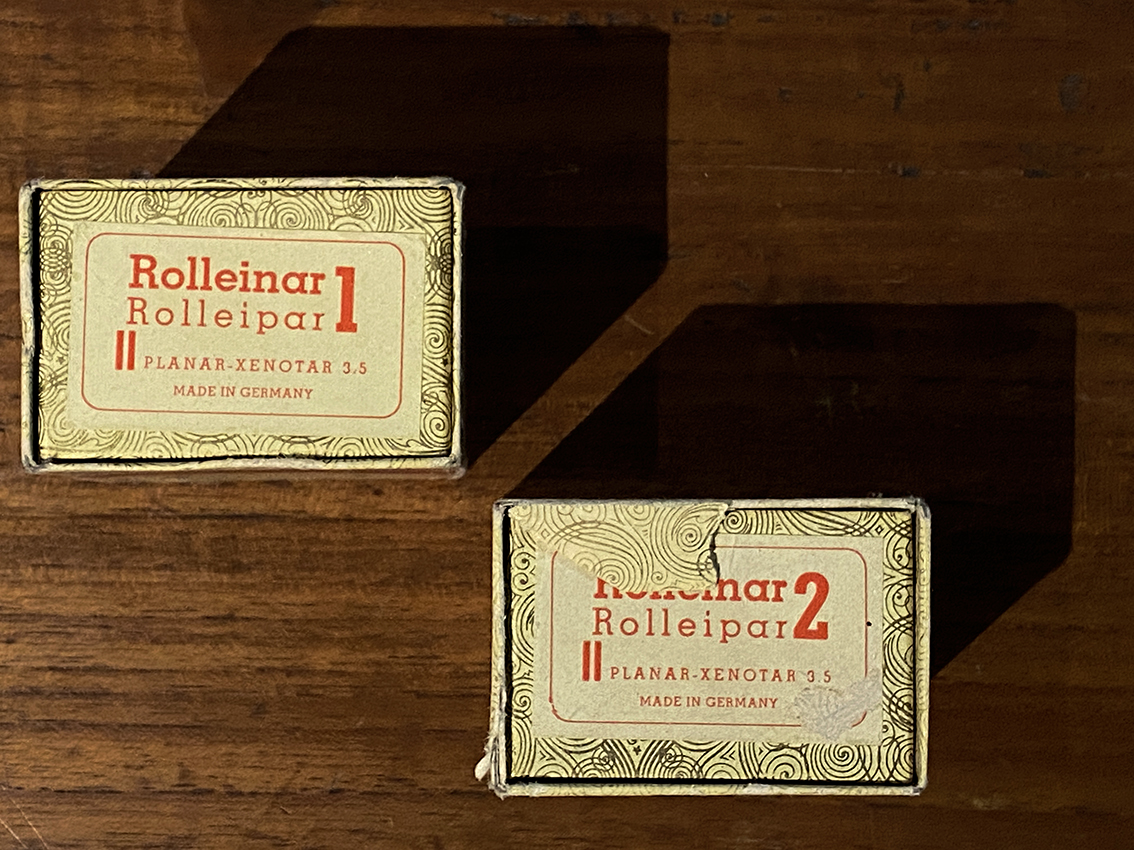 Rolleinar 1
Rolleipar
II PLANAR-XENOTAR 3,5
MADE IN GERMANY
Rolleinar 2
Rolleipar
II PLANAR-XENOTAR 3,5
MADE IN GERMANY